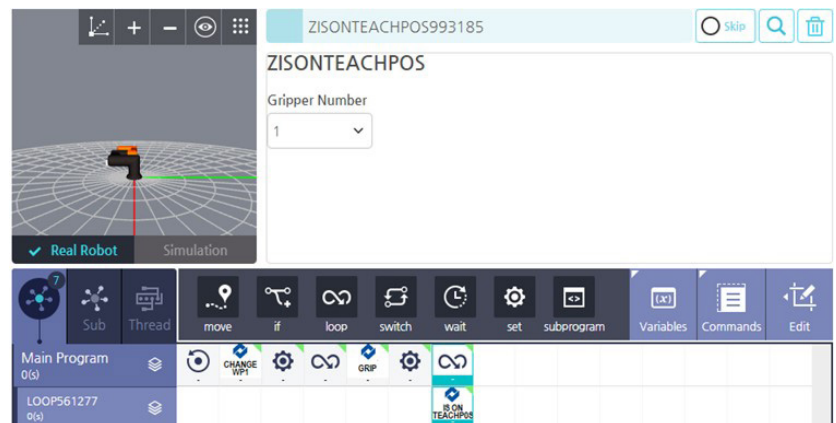 ZISONTEACHPOS993185
Skip
ZISONTEACHPOS
Gripper Number
1
Real Robot
Simulation
7
Sub
Thread
move
if
loop
switch
wait
set
subprogram
(x)
Variables
Commands
Edit
Main Program
0(s)
CHANGE
WP1
GRIP
LOOP561277
0(s)
IS ON
TEACHPOS